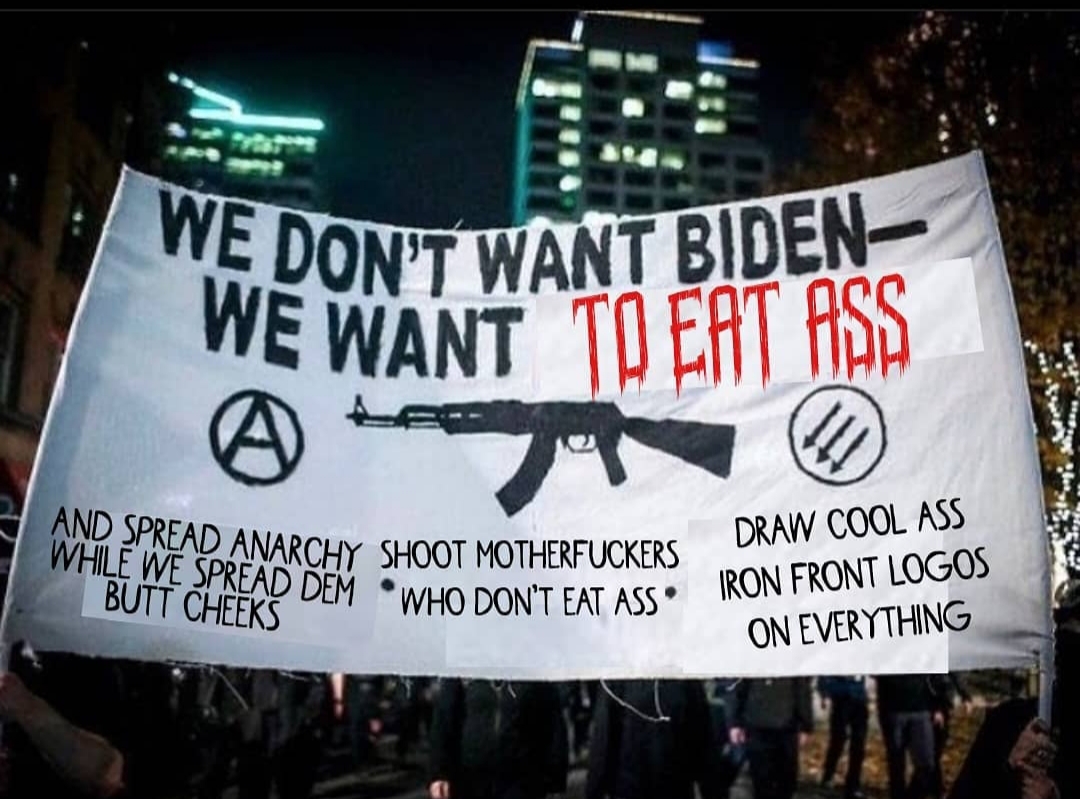 WE DON'T WANT BIDEN—
WE WANT TO EAT ASS
A
AND SPREAD ANARCHY
WHILE WE SPREAD DEM
BUTT CHEEKS
SHOOT MOTHERFUCKERS
• WHO DON'T EAT ASS •
DRAW COOL ASS
IRON FRONT LOGOS
ON EVERYTHING